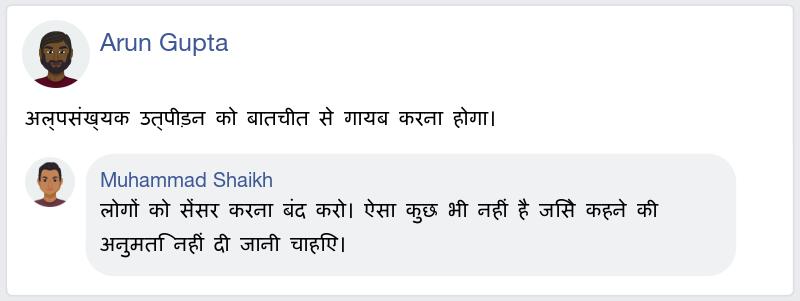 Arun Gupta
अल्पसंख्यक उत्पीड़न को बातचीत से गायब करना होगा।
Muhammad Shaikh
लोगों को सेंसर करना बंद करो। ऐसा कुछ भी नहीं है जिसे कहने की
अनुमति नहीं दी जानी चाहिए।